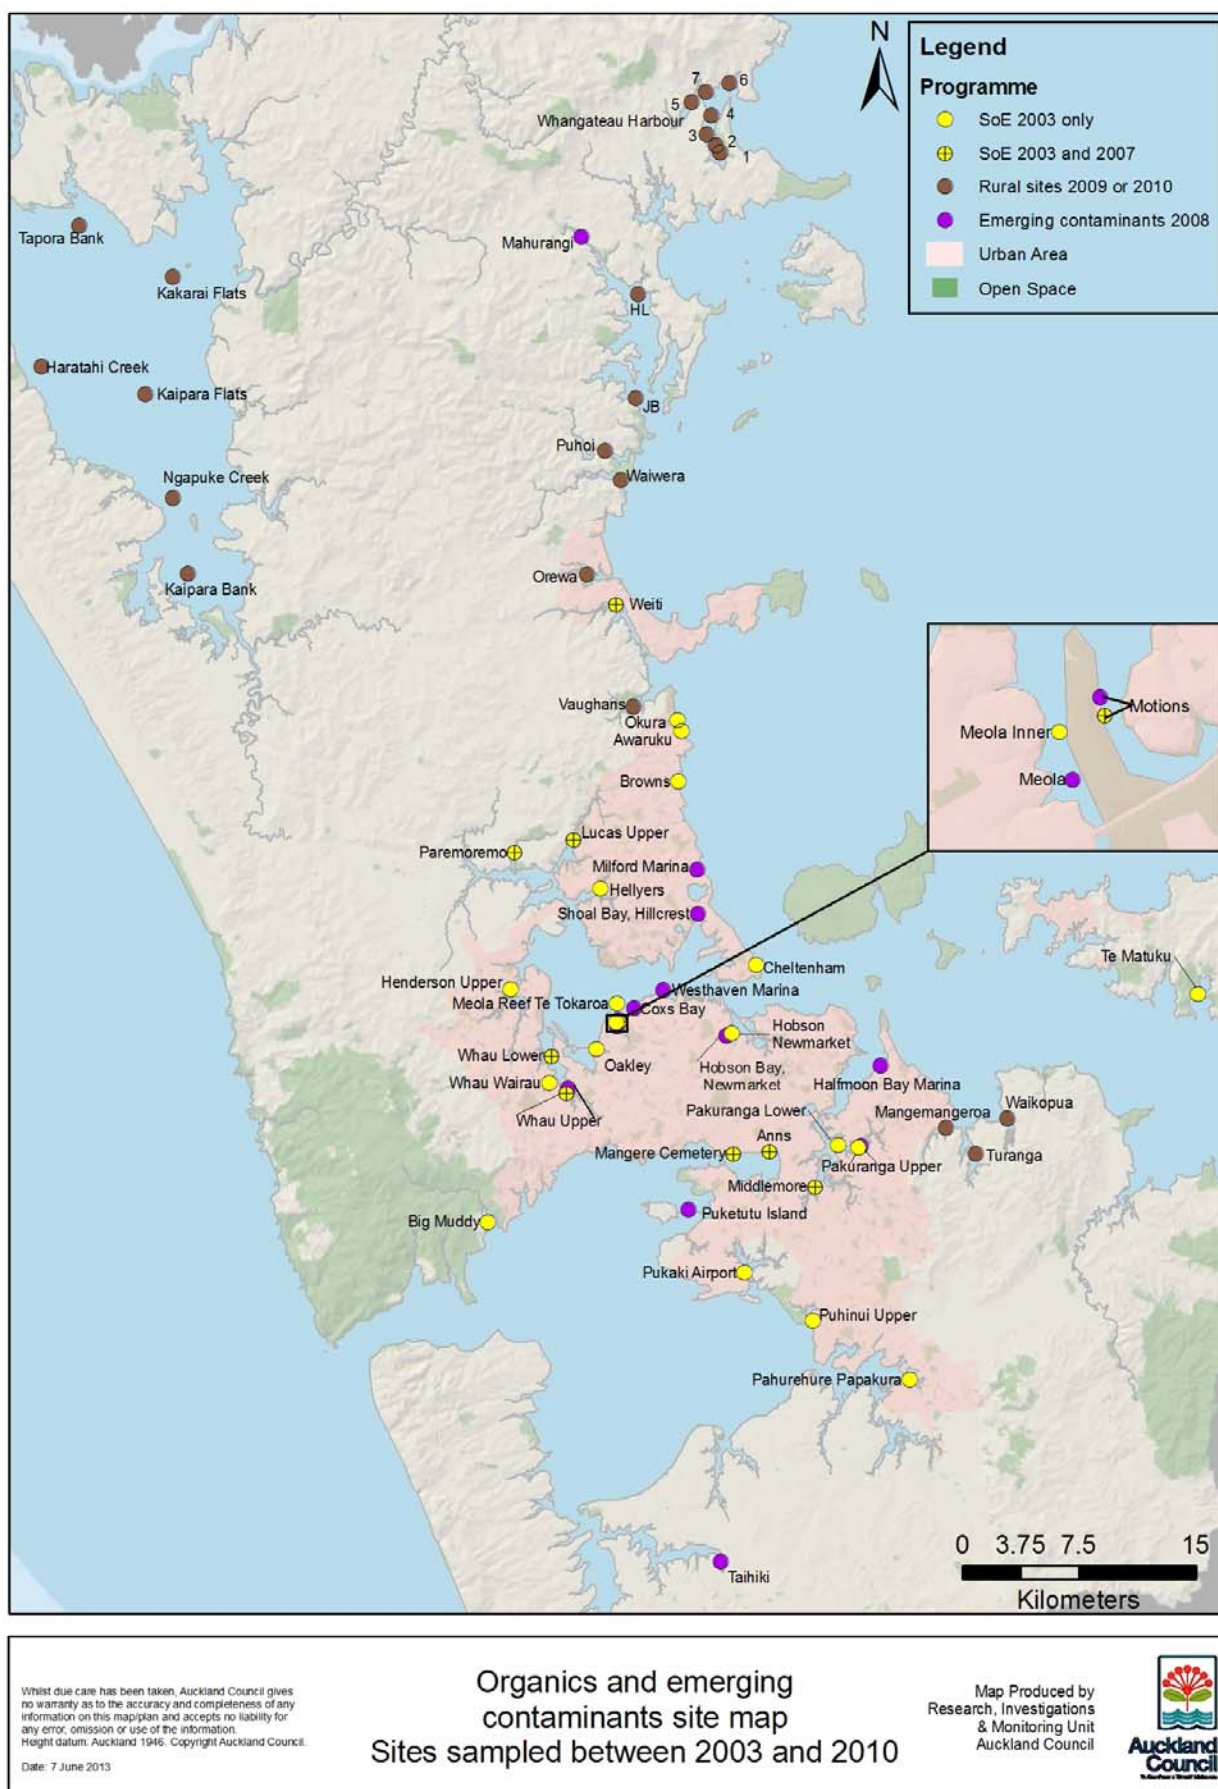 N
Legend
Programme
SoE 2003 only
SoE 2003 and 2007
Rural sites 2009 or 2010
Emerging contaminants 2008
Urban Area
Open Space
7
6
5
4
Whangateau Harbour
3
2
1
Tapora Bank
Mahurangi
Kakarai Flats
HL
Haratahi Creek
Kaipara Flats
JB
Puhoi
Waiwera
Ngapuke Creek
Orewa
Kaipara Bank
Weiti
Vaughans
Okura
Awaruku
Motions
Meola Inner
Meola
Browns
Lucas Upper
Paremoremo
Milford Marina
Hellyers
Shoal Bay, Hillcrest
Te Matuku
Cheltenham
Henderson Upper
Westhaven Marina
Meola Reef Te Tokaroa
Coxs Bay
Hobson
Newmarket
Whau Lower
Oakley
Hobson Bay,
Newmarket
Whau Wairau
Halfmoon Bay Marina
Whau Upper
Pakuranga Lower
Mangemangeroa
Waikopua
Anns
Mangere Cemetery
Pakuranga Upper
Turanga
Middlemore
Big Muddy
Puketutu Island
Pukaki Airport
Puhinui Upper
Pahurehure Papakura
Taihiki
0 3.75 7.5 15
Kilometers
Whilst due care has been taken, Auckland Council gives
no warranty as to the accuracy and completeness of any
information on this map/plan and accepts no liability for
any error, omission or use of the information.
Height datum: Auckland 1946. Copyright Auckland Council.
Date: 7 June 2013
Organics and emerging
contaminants site map
Sites sampled between 2003 and 2010
Map Produced by
Research, Investigations
& Monitoring Unit
Auckland Council
Auckland
Council